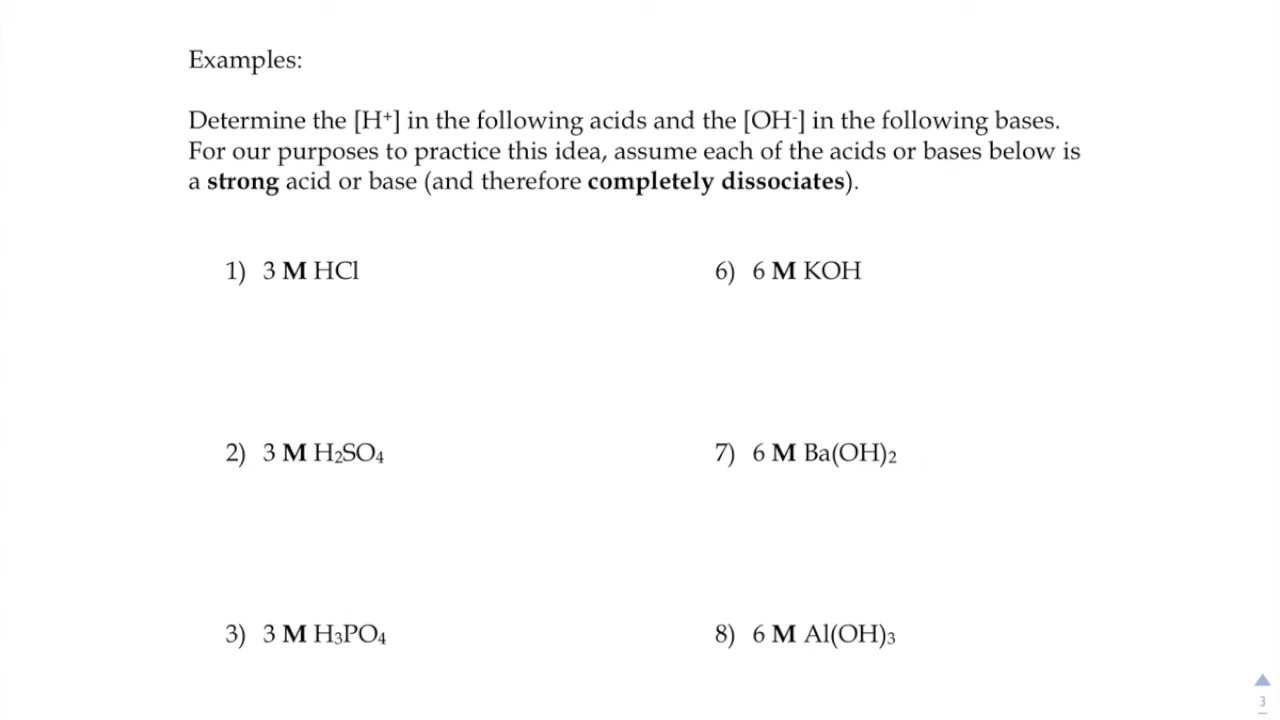 Examples:
Determine the [H⁺] in the following acids and the [OH⁻] in the following bases.
For our purposes to practice this idea, assume each of the acids or bases below is
a strong acid or base (and therefore completely dissociates).
1) 3 M HCl
6) 6 M KOH
2) 3 M H₂SO₄
7) 6 M Ba(OH)₂
3) 3 M H₃PO₄
8) 6 M Al(OH)₃
3